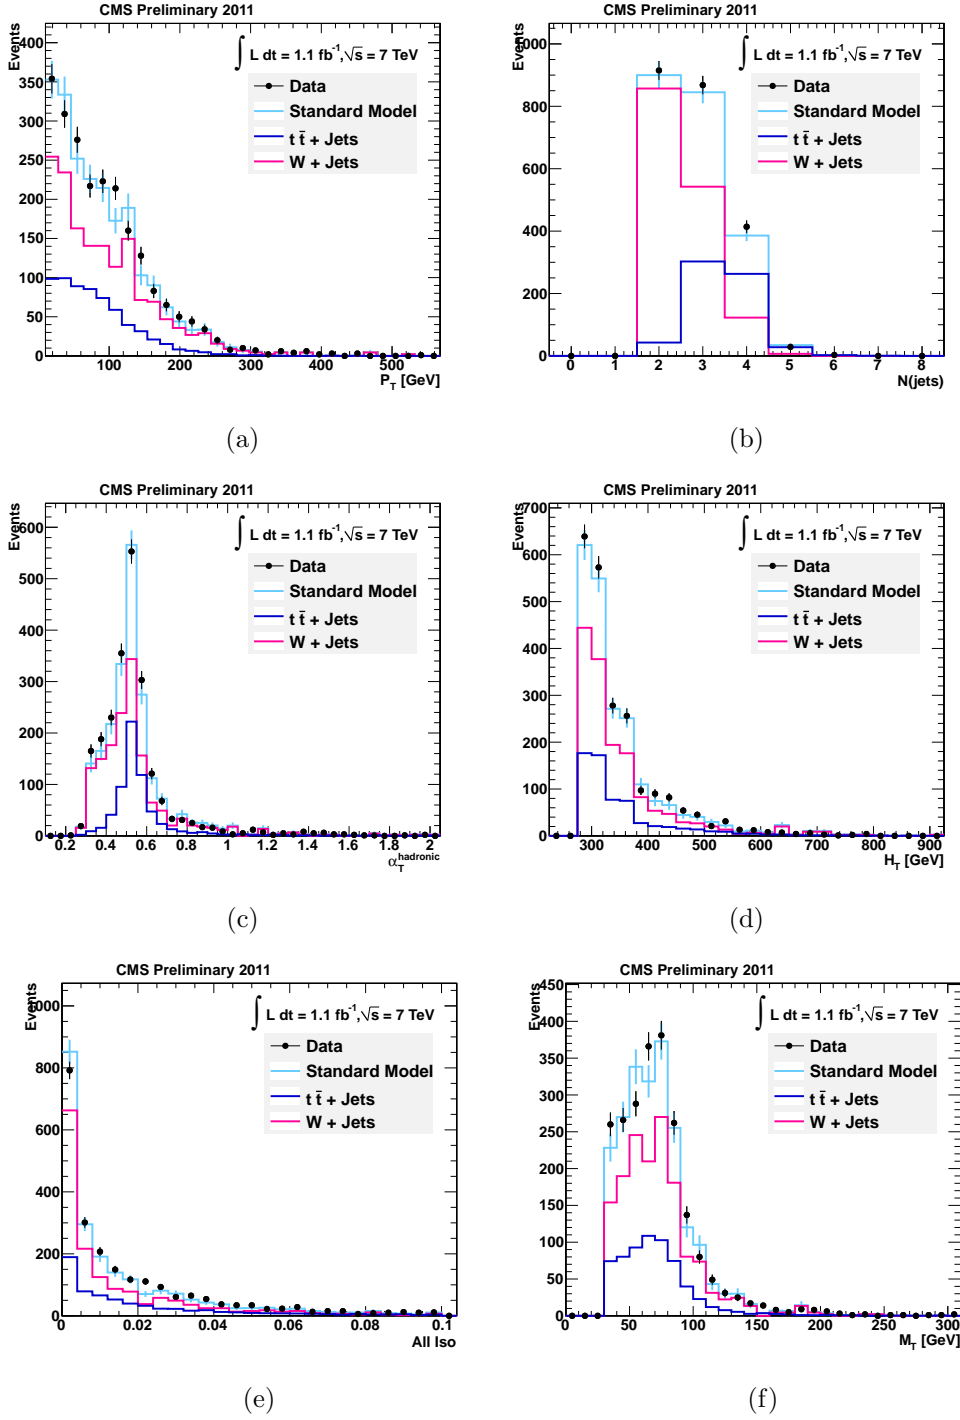 CMS Preliminary 2011
Events
∫ L dt = 1.1 fb⁻¹, √s = 7 TeV
Data
Standard Model
t t̄ + Jets
W + Jets
400
350
300
250
200
150
100
50
0
100 200 300 400 500
P_T [GeV]
(a)
CMS Preliminary 2011
Events
∫ L dt = 1.1 fb⁻¹, √s = 7 TeV
Data
Standard Model
t t̄ + Jets
W + Jets
1000
800
600
400
200
0
0 1 2 3 4 5 6 7 8
N(jets)
(b)
CMS Preliminary 2011
Events
∫ L dt = 1.1 fb⁻¹, √s = 7 TeV
Data
Standard Model
t t̄ + Jets
W + Jets
600
500
400
300
200
100
0
0.2 0.4 0.6 0.8 1 1.2 1.4 1.6 1.8 2
α_T^hadronic
(c)
CMS Preliminary 2011
Events
∫ L dt = 1.1 fb⁻¹, √s = 7 TeV
Data
Standard Model
t t̄ + Jets
W + Jets
700
600
500
400
300
200
100
0
300 400 500 600 700 800 900
H_T [GeV]
(d)
CMS Preliminary 2011
Events
∫ L dt = 1.1 fb⁻¹, √s = 7 TeV
Data
Standard Model
t t̄ + Jets
W + Jets
1000
800
600
400
200
0
0 0.02 0.04 0.06 0.08 0.1
All Iso
(e)
CMS Preliminary 2011
Events
∫ L dt = 1.1 fb⁻¹, √s = 7 TeV
Data
Standard Model
t t̄ + Jets
W + Jets
450
400
350
300
250
200
150
100
50
0
0 50 100 150 200 250 300
M_T [GeV]
(f)